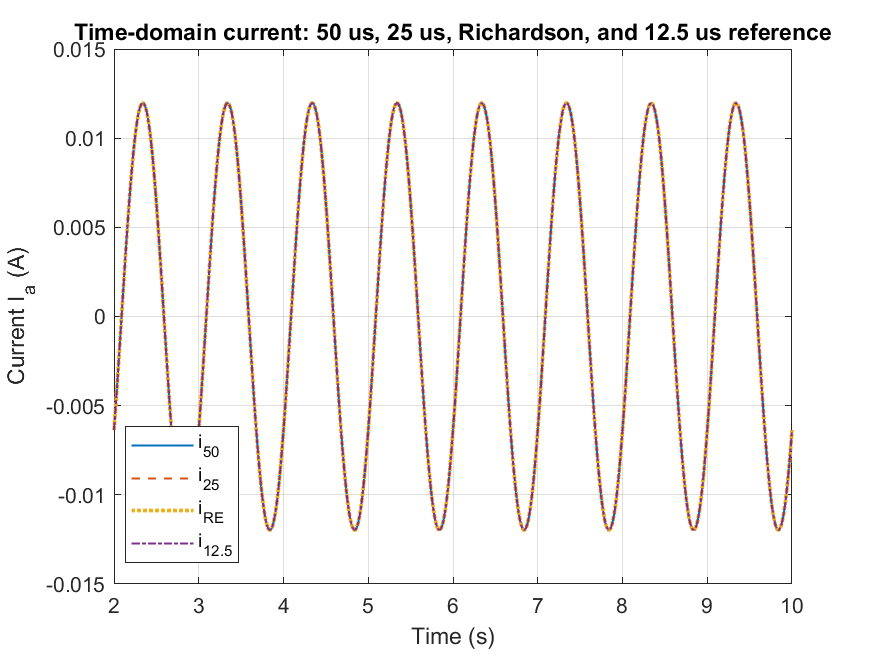 Time-domain current: 50 us, 25 us, Richardson, and 12.5 us reference
0.015
0.01
0.005
0
-0.005
-0.01
-0.015
Current I_a (A)
i_50
i_25
i_RE
i_12.5
2 3 4 5 6 7 8 9 10
Time (s)